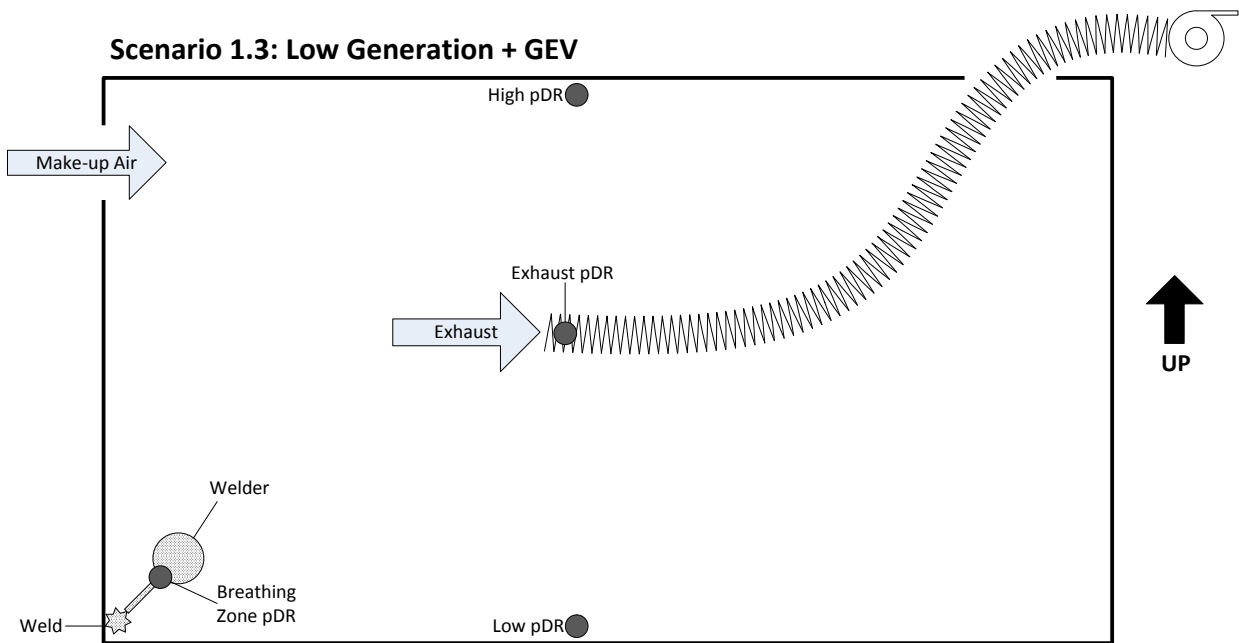 Scenario 1.3: Low Generation + GEV
High pDR
Make-up Air
Exhaust pDR
Exhaust
UP
Welder
Breathing
Zone pDR
Weld
Low pDR